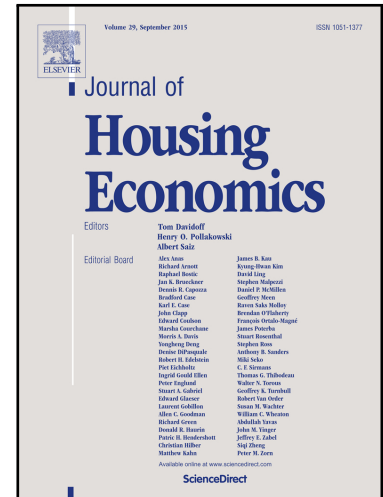 Volume 29, September 2015
ISSN 1051-1377
ELSEVIER
Journal of
Housing
Economics
Editors
Tom Davidoff
Henry O. Pollakowski
Albert Saiz
Editorial Board
Alex Anas
Richard Arnott
Raphael Bostic
Jan K. Brueckner
Dennis R. Capozza
Bradford Case
Karl E. Case
John Clapp
Edward Coulson
Marsha Courchane
Morris A. Davis
Yongheng Deng
Denise DiPasquale
Robert H. Edelstein
Piet Eichholtz
Ingrid Gould Ellen
Peter Englund
Stuart A. Gabriel
Edward Glaeser
Laurent Gobillon
Allen C. Goodman
Richard Green
Donald R. Haurin
Patric H. Hendershott
Christian Hilber
Matthew Kahn
James B. Kau
Kyung-Hwan Kim
David Ling
Stephen Malpezzi
Daniel P. McMillen
Geoffrey Meen
Raven Saks Molloy
Brendan O'Flaherty
François Ortalo-Magné
James Poterba
Stuart Rosenthal
Stephen Ross
Anthony B. Sanders
Miki Seko
C. F. Sirmans
Thomas G. Thibodeau
Walter N. Torous
Geoffrey K. Turnbull
Robert Van Order
Susan M. Wachter
William C. Wheaton
Abdullah Yavas
John M. Yinger
Jeffrey E. Zabel
Siqi Zheng
Peter M. Zorn
Available online at www.sciencedirect.com
ScienceDirect